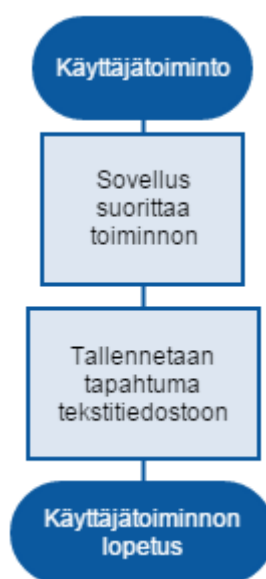 Käyttäjätoiminto
Sovellus
suorittaa
toiminnon
Tallennetaan
tapahtuma
tekstitiedostoon
Käyttäjätoiminnon
lopetus